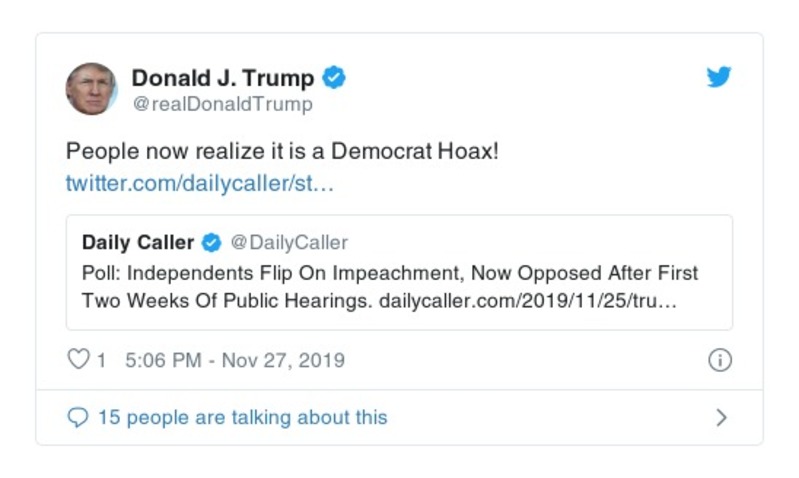 Donald J. Trump
@realDonaldTrump
People now realize it is a Democrat Hoax!
twitter.com/dailycaller/st…
Daily Caller @DailyCaller
Poll: Independents Flip On Impeachment, Now Opposed After First
Two Weeks Of Public Hearings. dailycaller.com/2019/11/25/tru…
1 5:06 PM - Nov 27, 2019
15 people are talking about this